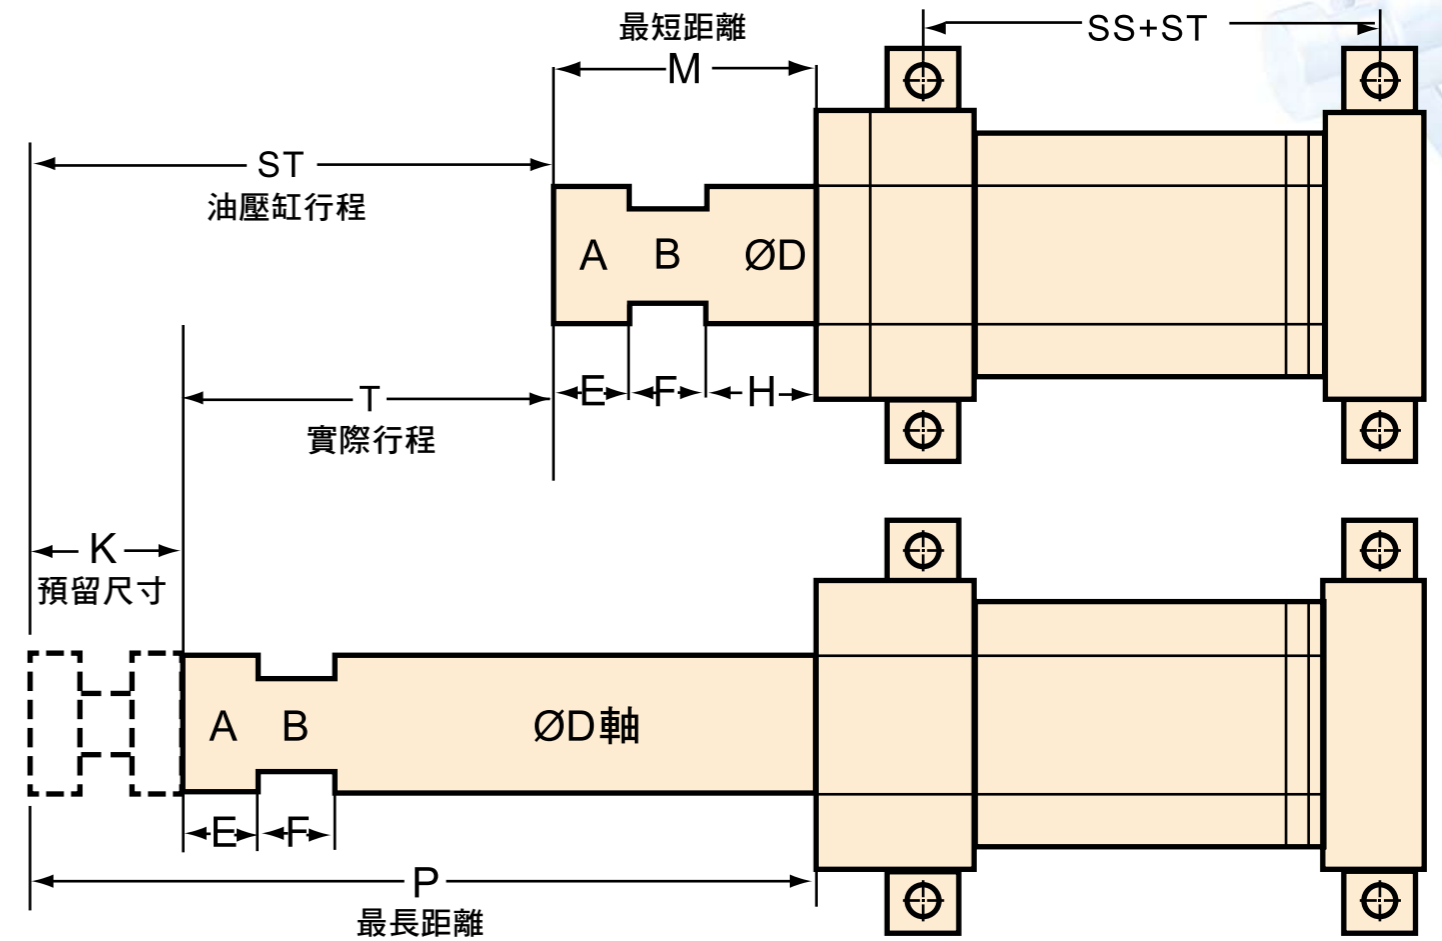 最短距離
M
SS+ST
ST
油壓缸行程
A B ØD
E F H
T
實際行程
K
預留尺寸
A B ØD軸
E F
P
最長距離